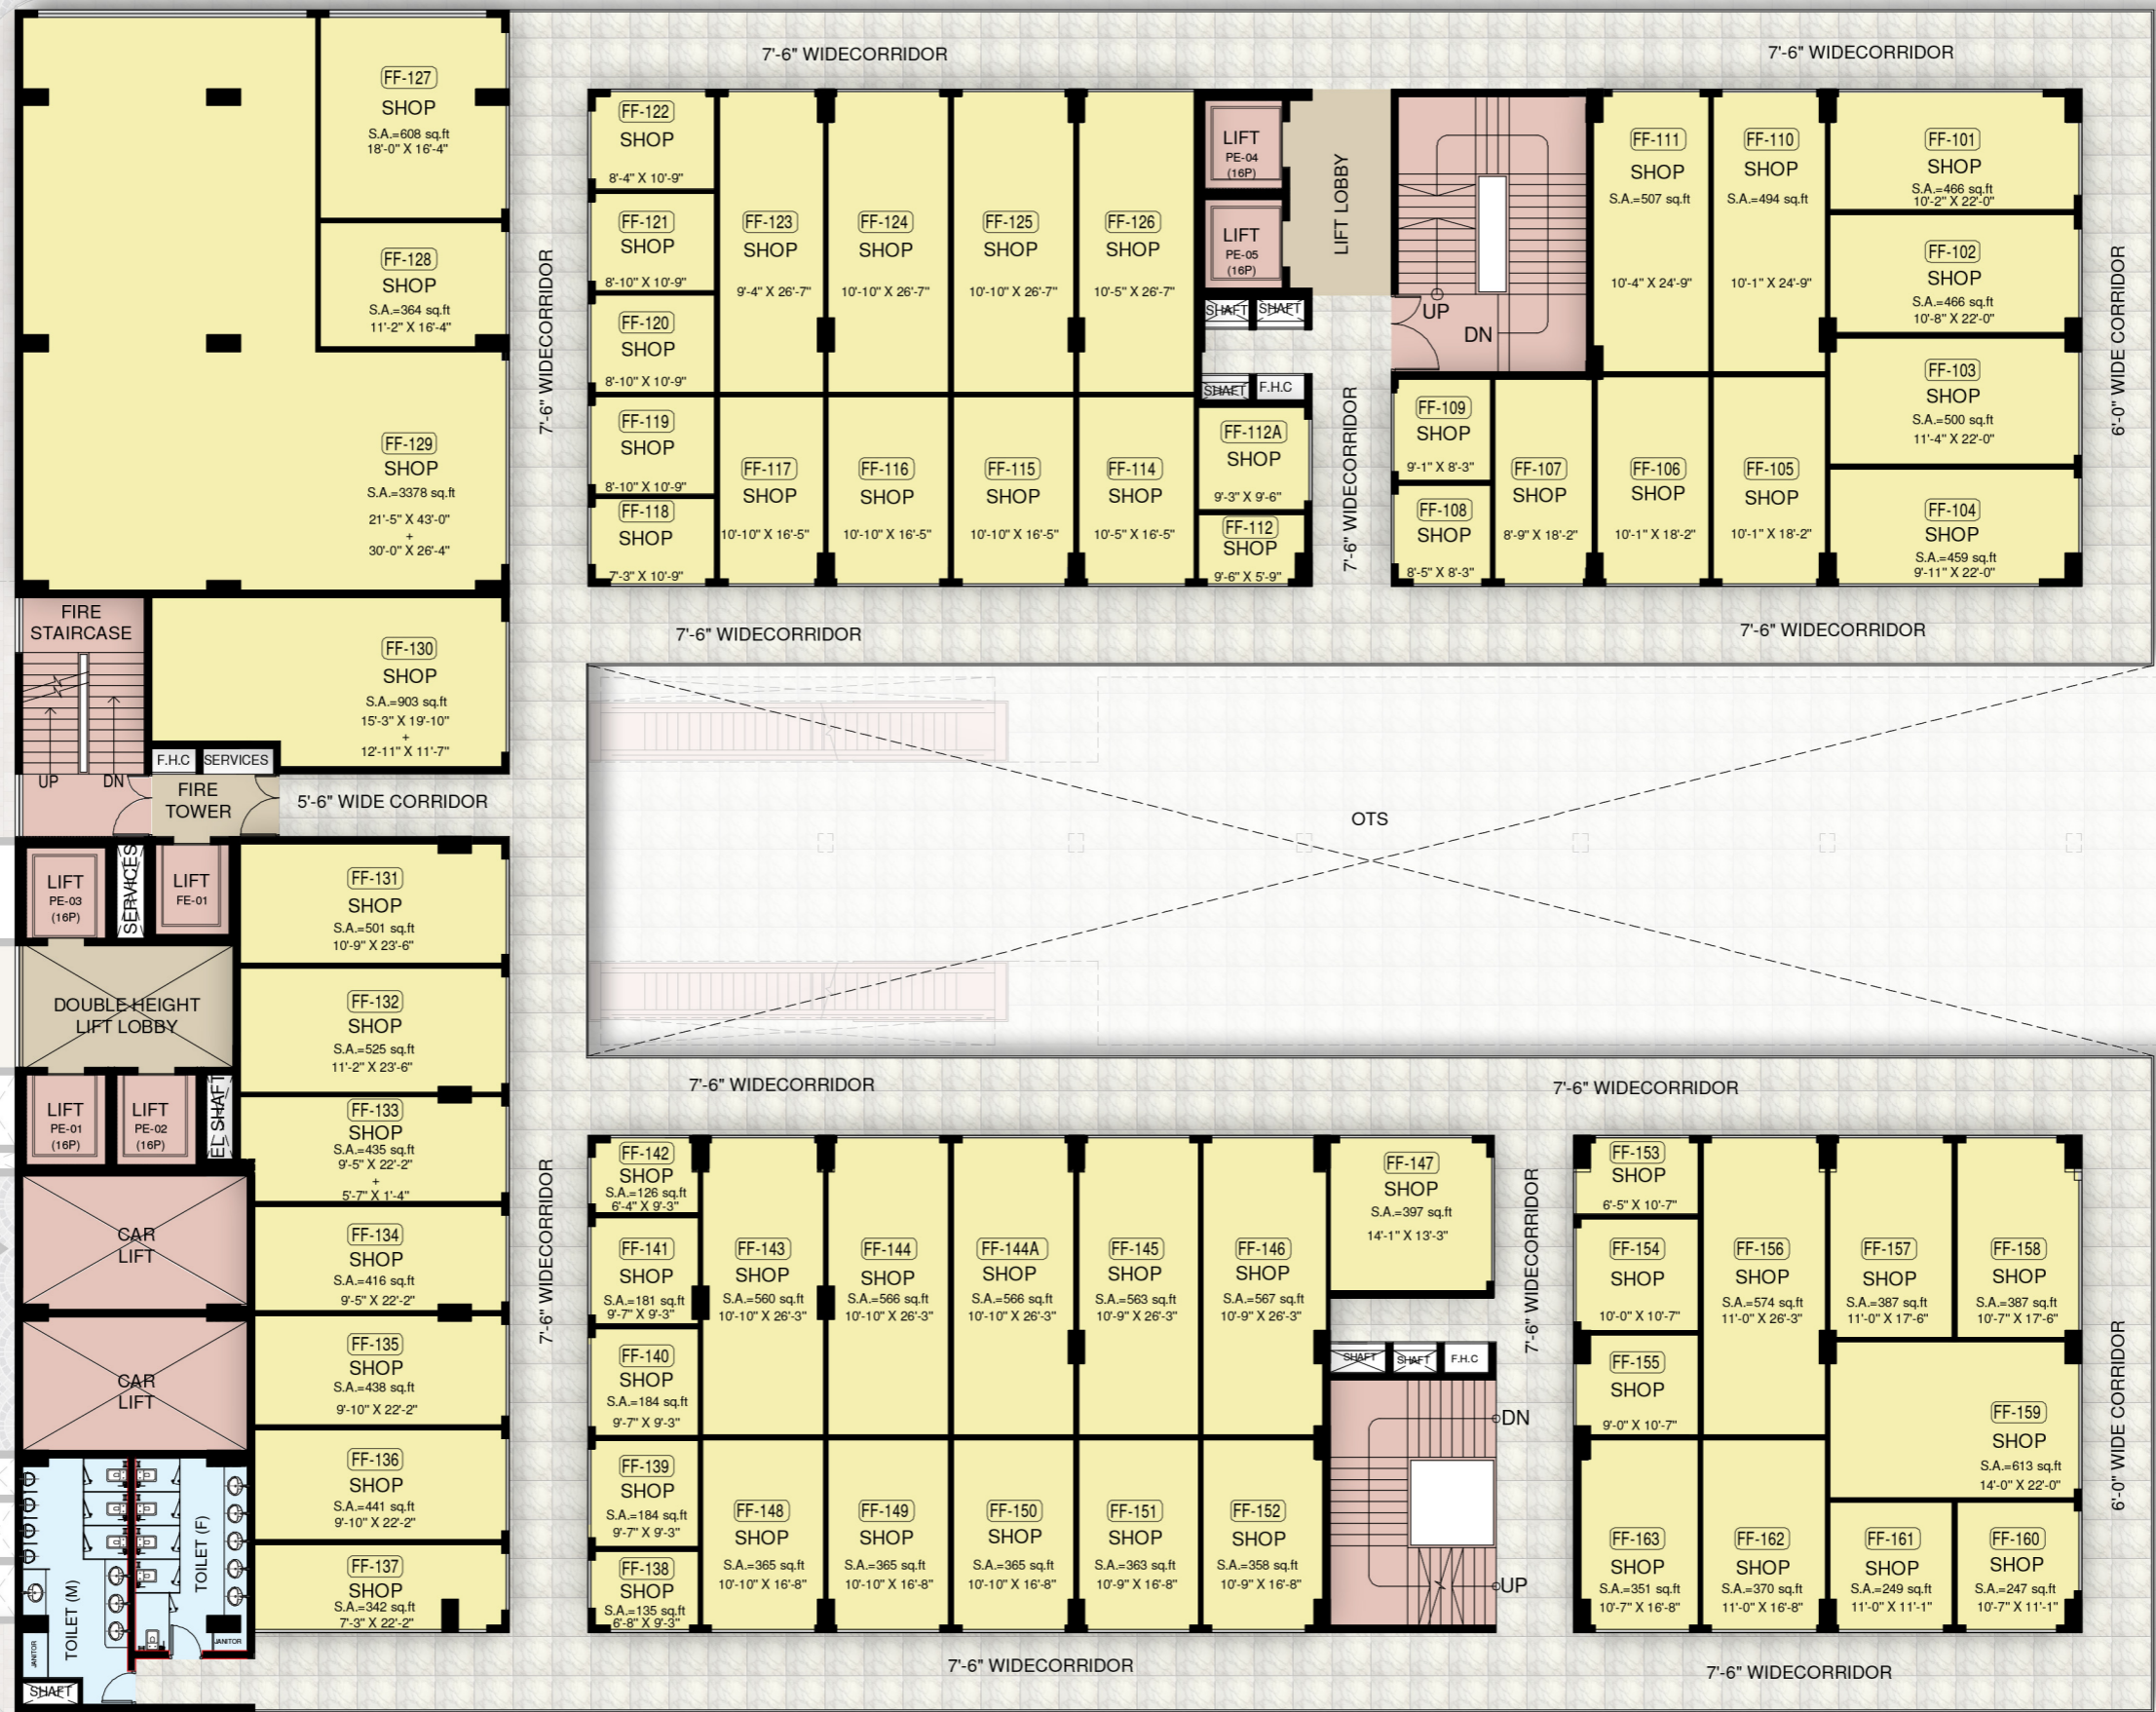 7'-6" WIDECORRIDOR
7'-6" WIDECORRIDOR
FF-127
SHOP
S.A.=608 sq.ft
18'-0" X 16'-4"
FF-128
SHOP
S.A.=364 sq.ft
11'-2" X 16'-4"
FF-129
SHOP
S.A.=3378 sq.ft
21'-5" X 43'-0"
+
30'-0" X 26'-4"
7'-6" WIDECORRIDOR
FF-122
SHOP
8'-4" X 10'-9"
FF-121
SHOP
8'-10" X 10'-9"
FF-120
SHOP
8'-10" X 10'-9"
FF-119
SHOP
8'-10" X 10'-9"
FF-118
SHOP
7'-3" X 10'-9"
FF-123
SHOP
9'-4" X 26'-7"
FF-124
SHOP
10'-10" X 26'-7"
FF-125
SHOP
10'-10" X 26'-7"
FF-126
SHOP
10'-5" X 26'-7"
FF-117
SHOP
10'-10" X 16'-5"
FF-116
SHOP
10'-10" X 16'-5"
FF-115
SHOP
10'-10" X 16'-5"
FF-114
SHOP
10'-5" X 16'-5"
LIFT
PE-04
(16P)
LIFT
PE-05
(16P)
LIFT LOBBY
SHAFT
SHAFT
SHAFT
F.H.C
FF-112A
SHOP
9'-3" X 9'-6"
FF-112
SHOP
9'-6" X 5'-9"
7'-6" WIDECORRIDOR
UP
DN
FF-111
SHOP
S.A.=507 sq.ft
10'-4" X 24'-9"
FF-110
SHOP
S.A.=494 sq.ft
10'-1" X 24'-9"
FF-101
SHOP
S.A.=466 sq.ft
10'-2" X 22'-0"
FF-102
SHOP
S.A.=466 sq.ft
10'-8" X 22'-0"
FF-103
SHOP
S.A.=500 sq.ft
11'-4" X 22'-0"
FF-104
SHOP
S.A.=459 sq.ft
9'-11" X 22'-0"
FF-109
SHOP
9'-1" X 8'-3"
FF-108
SHOP
8'-5" X 8'-3"
FF-107
SHOP
8'-9" X 18'-2"
FF-106
SHOP
10'-1" X 18'-2"
FF-105
SHOP
10'-1" X 18'-2"
6'-0" WIDE CORRIDOR
7'-6" WIDECORRIDOR
7'-6" WIDECORRIDOR
FIRE
STAIRCASE
UP
DN
FF-130
SHOP
S.A.=903 sq.ft
15'-3" X 19'-10"
+
12'-11" X 11'-7"
F.H.C
SERVICES
FIRE
TOWER
5'-6" WIDE CORRIDOR
OTS
LIFT
PE-03
(16P)
SERVICES
LIFT
FE-01
DOUBLE HEIGHT
LIFT LOBBY
LIFT
PE-01
(16P)
LIFT
PE-02
(16P)
EL.SHAFT
CAR
LIFT
CAR
LIFT
FF-131
SHOP
S.A.=501 sq.ft
10'-9" X 23'-6"
FF-132
SHOP
S.A.=525 sq.ft
11'-2" X 23'-6"
FF-133
SHOP
S.A.=435 sq.ft
9'-5" X 22'-2"
+
5'-7" X 1'-4"
FF-134
SHOP
S.A.=416 sq.ft
9'-5" X 22'-2"
FF-135
SHOP
S.A.=438 sq.ft
9'-10" X 22'-2"
FF-136
SHOP
S.A.=441 sq.ft
9'-10" X 22'-2"
FF-137
SHOP
S.A.=342 sq.ft
7'-3" X 22'-2"
TOILET (M)
TOILET (F)
JANITOR
JANITOR
SHAFT
7'-6" WIDECORRIDOR
7'-6" WIDECORRIDOR
7'-6" WIDECORRIDOR
FF-142
SHOP
S.A.=126 sq.ft
6'-4" X 9'-3"
FF-141
SHOP
S.A.=181 sq.ft
9'-7" X 9'-3"
FF-140
SHOP
S.A.=184 sq.ft
9'-7" X 9'-3"
FF-139
SHOP
S.A.=184 sq.ft
9'-7" X 9'-3"
FF-138
SHOP
S.A.=135 sq.ft
6'-8" X 9'-3"
FF-143
SHOP
S.A.=560 sq.ft
10'-10" X 26'-3"
FF-144
SHOP
S.A.=566 sq.ft
10'-10" X 26'-3"
FF-144A
SHOP
S.A.=566 sq.ft
10'-10" X 26'-3"
FF-145
SHOP
S.A.=563 sq.ft
10'-9" X 26'-3"
FF-146
SHOP
S.A.=567 sq.ft
10'-9" X 26'-3"
FF-147
SHOP
S.A.=397 sq.ft
14'-1" X 13'-3"
SHAFT
SHAFT
F.H.C
DN
UP
FF-148
SHOP
S.A.=365 sq.ft
10'-10" X 16'-8"
FF-149
SHOP
S.A.=365 sq.ft
10'-10" X 16'-8"
FF-150
SHOP
S.A.=365 sq.ft
10'-10" X 16'-8"
FF-151
SHOP
S.A.=363 sq.ft
10'-9" X 16'-8"
FF-152
SHOP
S.A.=358 sq.ft
10'-9" X 16'-8"
7'-6" WIDECORRIDOR
FF-153
SHOP
6'-5" X 10'-7"
FF-154
SHOP
10'-0" X 10'-7"
FF-155
SHOP
9'-0" X 10'-7"
FF-156
SHOP
S.A.=574 sq.ft
11'-0" X 26'-3"
FF-157
SHOP
S.A.=387 sq.ft
11'-0" X 17'-6"
FF-158
SHOP
S.A.=387 sq.ft
10'-7" X 17'-6"
FF-159
SHOP
S.A.=613 sq.ft
14'-0" X 22'-0"
FF-163
SHOP
S.A.=351 sq.ft
10'-7" X 16'-8"
FF-162
SHOP
S.A.=370 sq.ft
11'-0" X 16'-8"
FF-161
SHOP
S.A.=249 sq.ft
11'-0" X 11'-1"
FF-160
SHOP
S.A.=247 sq.ft
10'-7" X 11'-1"
6'-0" WIDE CORRIDOR
7'-6" WIDECORRIDOR
7'-6" WIDECORRIDOR